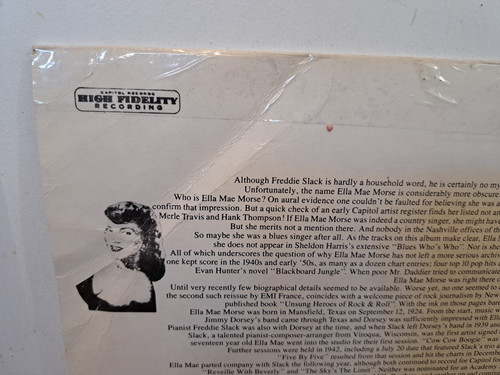 CAPITOL RECORDS
HIGH FIDELITY
RECORDING
Although Freddie Slack is hardly a household word, he is certainly no my
Unfortunately, the name Ella Mae Morse is considerably more obscure.
Who is Ella Mae Morse? On aural evidence one couldn't be faulted for believing she was a
confirm that impression. But a quick check of an early Capitol artist register finds her listed not an
Merle Travis and Hank Thompson! If Ella Mae Morse was indeed a country singer, she might have
But she merits not a mention there. And nobody in the Nashville offices of th
So maybe she was a blues singer after all. As the tracks on this album make clear, Ella
she does not appear in Sheldon Harris's extensive "Blues Who's Who". Nor is she
All of which underscores the question of why Ella Mae Morse has not left a more serious archiv
one kept score in the 1940s and early '50s, as many as a dozen chart entries; four top 10 pop hits a
Evan Hunter's novel "Blackboard Jungle". When poor Mr. Daddier tried to communicate
Ella Mae Morse was right there o
Until very recently few biographical details seemed to be available. Worse yet, no one seemed to
the second such reissue by EMI France, coincides with a welcome piece of rock journalism by Nick
published book "Unsung Heroes of Rock & Roll". With the ink on those pages bar
Ella Mae Morse was born in Mansfield, Texas on September 12, 1924. From the start, music w
Jimmy Dorsey's band came through Texas and Dorsey was sufficiently impressed with Ella
Pianist Freddie Slack was also with Dorsey at the time, and when Slack left Dorsey's band in 1939 and
Slack, a talented pianist-composer-arranger from Viroqua, Wisconsin, was the first artist signed
seventeen year old Ella Mae went into the studio for their first session. "Cow Cow Boogie" was
Further sessions were held in 1942, including a July 20 date that featured Slack's trio a
"Five By Five" resulted from that session and hit the charts in Decem
Ella Mae parted company with Slack the following year, although both continued to record for Capitol
"Reveille With Beverly" and "The Sky's The Limit". Neither was nominated for an Academy